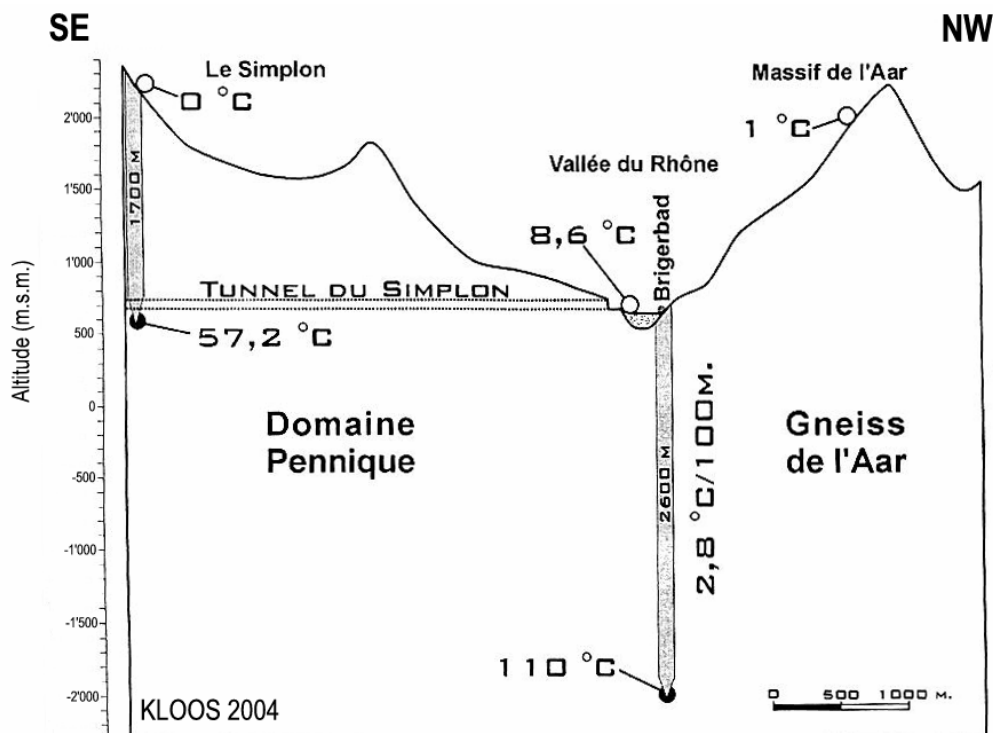 SE
NW
Le Simplon
0 °C
Massif de l'Aar
1 °C
Vallée du Rhône
8,6 °C
Brigerbad
1700 M
TUNNEL DU SIMPLON
57,2 °C
Altitude (m.s.m.)
2'000
1'500
1'000
500
0
-500
-1'000
-1'500
-2'000
Domaine
Pennique
Gneiss
de l'Aar
2600 M
2,8 °C/100M.
110 °C
0 500 1000 M.
KLOOS 2004